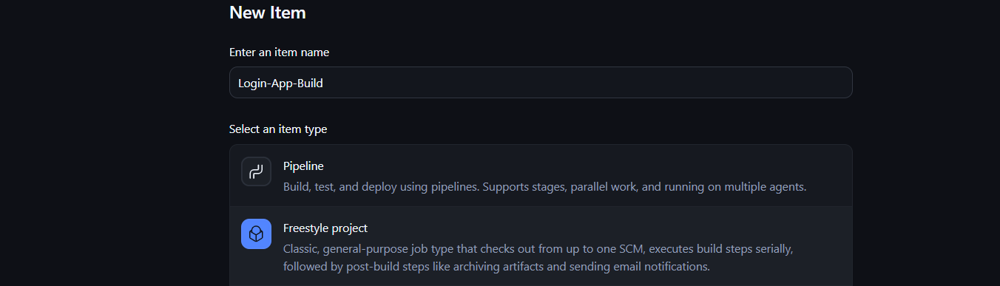 New Item
Enter an item name
Login-App-Build
Select an item type
Pipeline
Build, test, and deploy using pipelines. Supports stages, parallel work, and running on multiple agents.
Freestyle project
Classic, general-purpose job type that checks out from up to one SCM, executes build steps serially,
followed by post-build steps like archiving artifacts and sending email notifications.